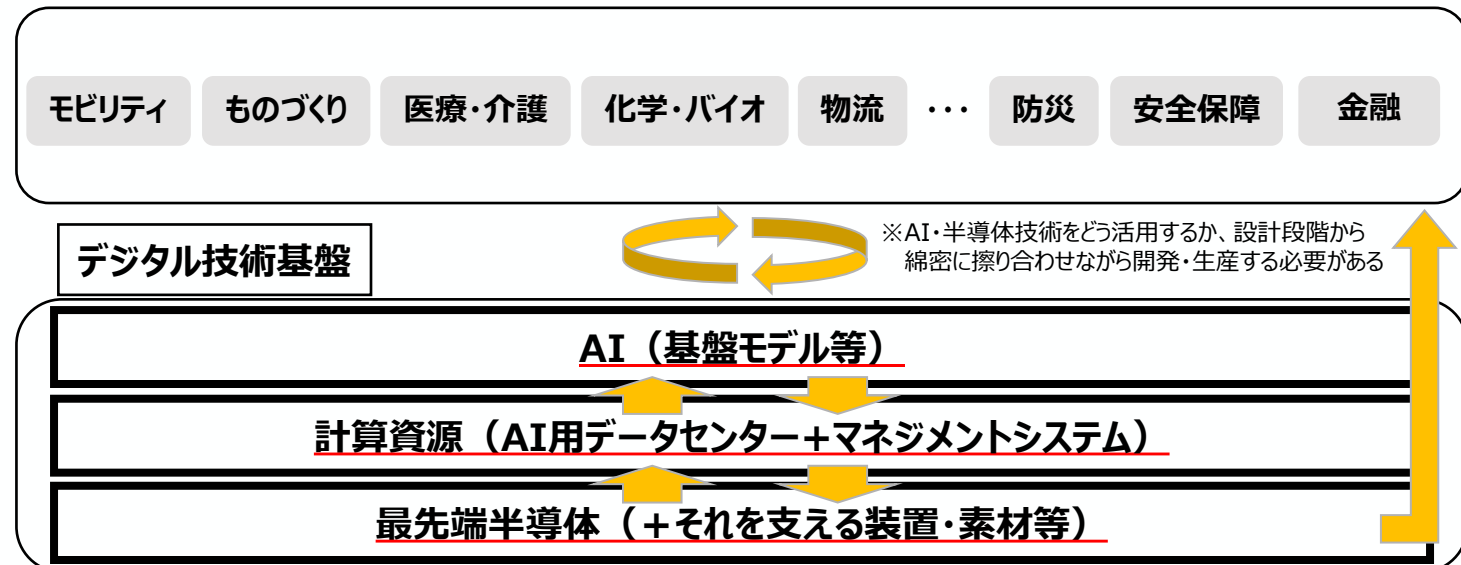 モビリティ ものづくり 医療・介護 化学・バイオ 物流 ・・・ 防災 安全保障 金融
デジタル技術基盤
※AI・半導体技術をどう活用するか、設計段階から
綿密に擦り合わせながら開発・生産する必要がある
AI（基盤モデル等）
計算資源（AI用データセンター+マネジメントシステム）
最先端半導体（+それを支える装置・素材等）